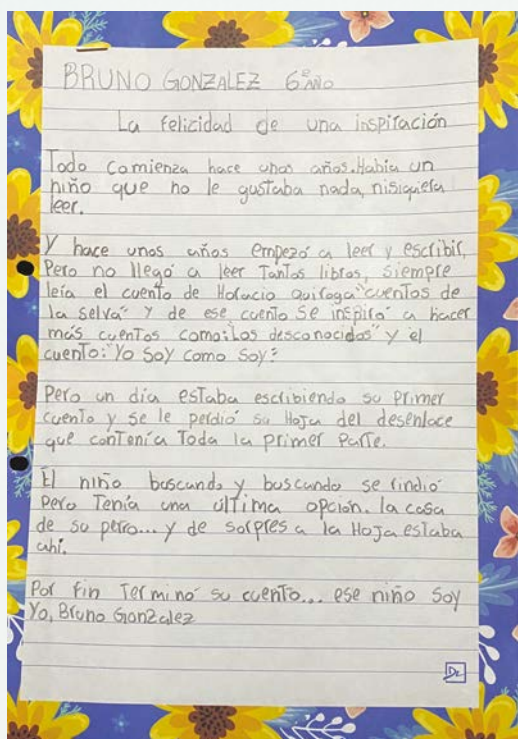 BRUNO GONZALEZ 6º AÑO
La felicidad de una inspiración
Todo comienza hace unos años. Había un
niño que no le gustaba nada, nisiquiera
leer.
Y hace unos años empezó a leer y escribir,
Pero no llegó a leer Tantos libros, siempre
leía el cuento de Horacio quiroga "cuentos de
la selva" y de ese cuento se inspiró a hacer
más cuentos como: "Los desconocidos" y el
cuento: "Yo soy como soy".
Pero un día estaba escribiendo su primer
cuento y se le perdió su Hoja del desenlace
que contenía Toda la primer Parte.
El niño buscando y buscando se rindió
Pero Tenía una última opción. la casa
de su perro... y de sorpres a la Hoja estaba
ahí.
Por fin Terminó su cuento... ese niño soy
Yo, Bruno Gonzalez